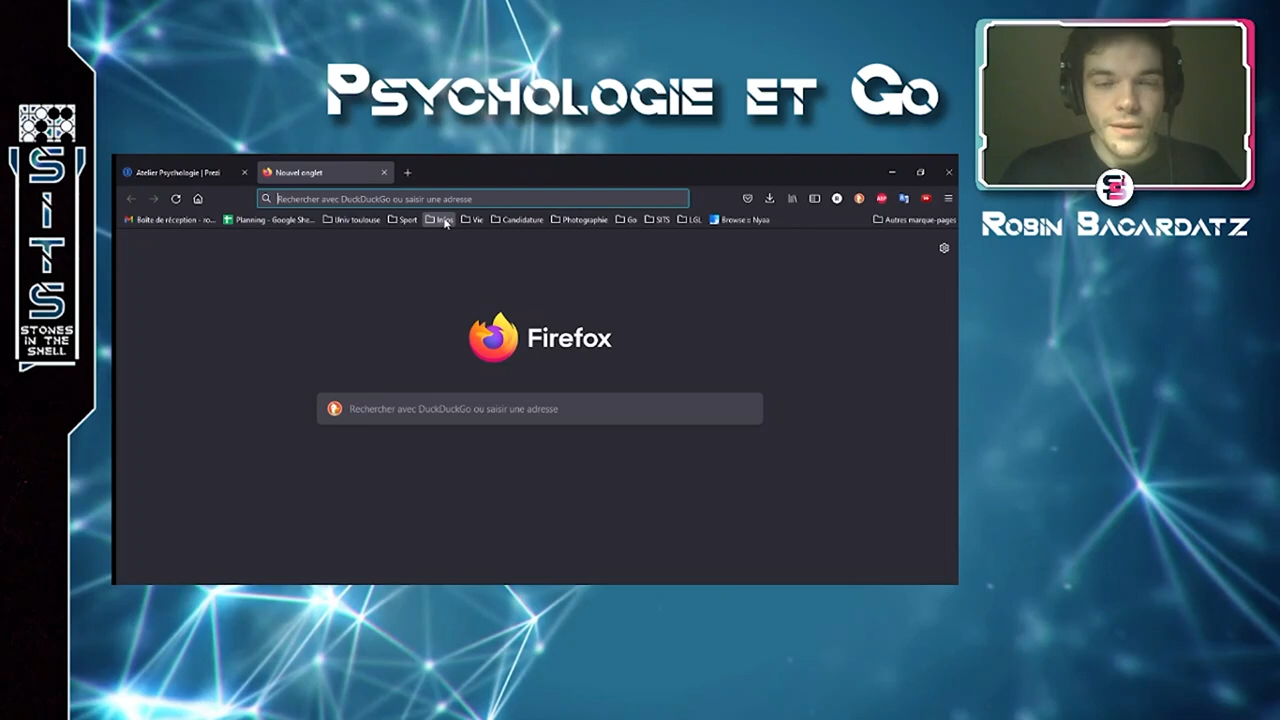 Psychologie et Go
SITS
STONES
IN THE
SHELL
Robin Bacardatz
Atelier Psychologie | Prezi
Nouvel onglet
Rechercher avec DuckDuckGo ou saisir une adresse
Boîte de réception - ro...
Planning - Google She...
Univ toulouse
Sport
Infos
Vie
Candidature
Photographie
Go
SITS
LGL
Browse :: Nyaa
Autres marque-pages
Firefox
Rechercher avec DuckDuckGo ou saisir une adresse